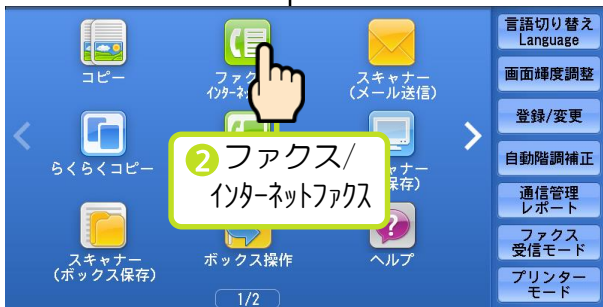 コピー
ファク
インターネ
スキャナー
(メール送信)
らくらくコピー
❷ファクス/
インターネットファクス
ャナー
保存)
スキャナー
(ボックス保存)
ボックス操作
ヘルプ
1/2
言語切り替え
Language
画面輝度調整
登録/変更
自動階調補正
通信管理
レポート
ファクス
受信モード
プリンター
モード